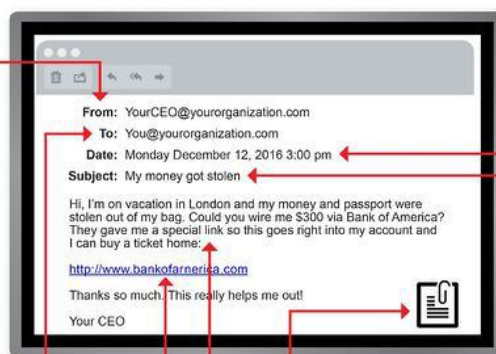 From: YourCEO@yourorganization.com
To: You@yourorganization.com
Date: Monday December 12, 2016 3:00 pm
Subject: My money got stolen
Hi, I'm on vacation in London and my money and passport were
stolen out of my bag. Could you wire me $300 via Bank of America?
They gave me a special link so this goes right into my account and
I can buy a ticket home:
http://www.bankofarnerica.com
Thanks so much. This really helps me out!
Your CEO